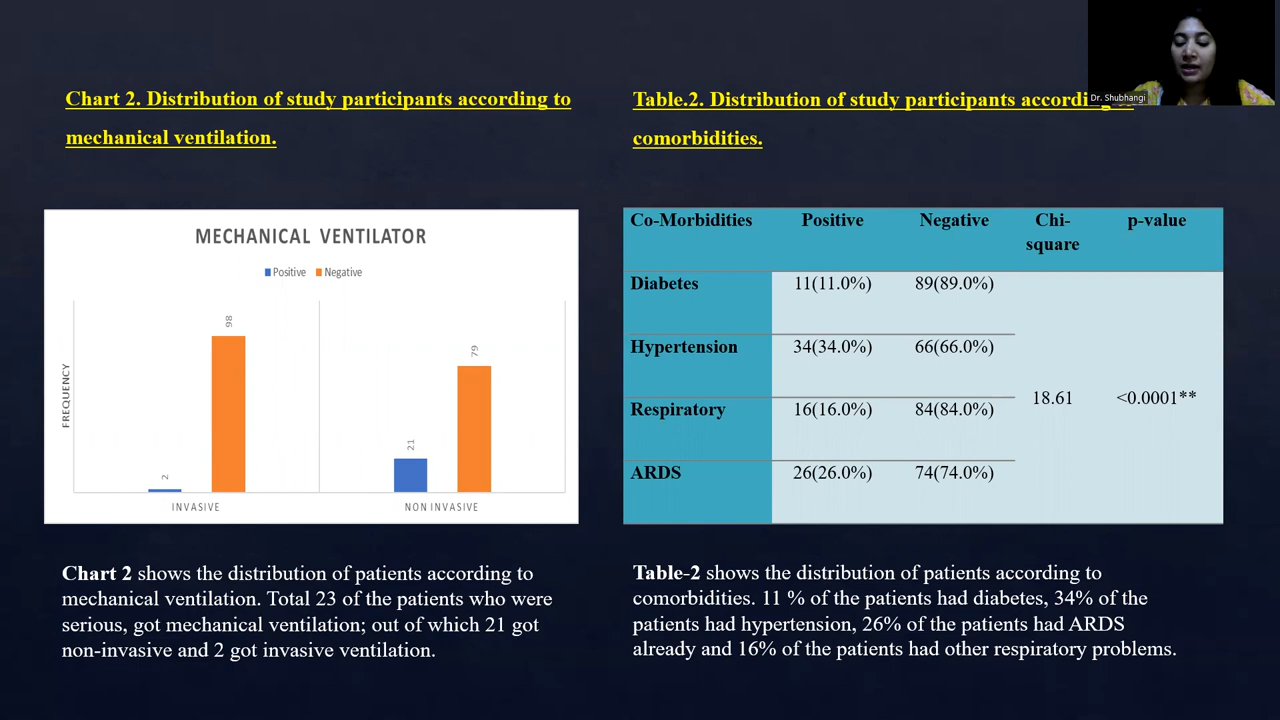 Chart 2. Distribution of study participants according to
mechanical ventilation.
MECHANICAL VENTILATOR
Positive Negative
FREQUENCY
2
98
21
79
INVASIVE
NON INVASIVE
Chart 2 shows the distribution of patients according to
mechanical ventilation. Total 23 of the patients who were
serious, got mechanical ventilation; out of which 21 got
non-invasive and 2 got invasive ventilation.
Dr. Shubhangi
Table.2. Distribution of study participants
comorbidities.
Co-Morbidities Positive Negative Chi-square p-value
Diabetes 11(11.0%) 89(89.0%)
Hypertension 34(34.0%) 66(66.0%)
18.61 <0.0001**
Respiratory 16(16.0%) 84(84.0%)
ARDS 26(26.0%) 74(74.0%)
Table-2 shows the distribution of patients according to
comorbidities. 11 % of the patients had diabetes, 34% of the
patients had hypertension, 26% of the patients had ARDS
already and 16% of the patients had other respiratory problems.